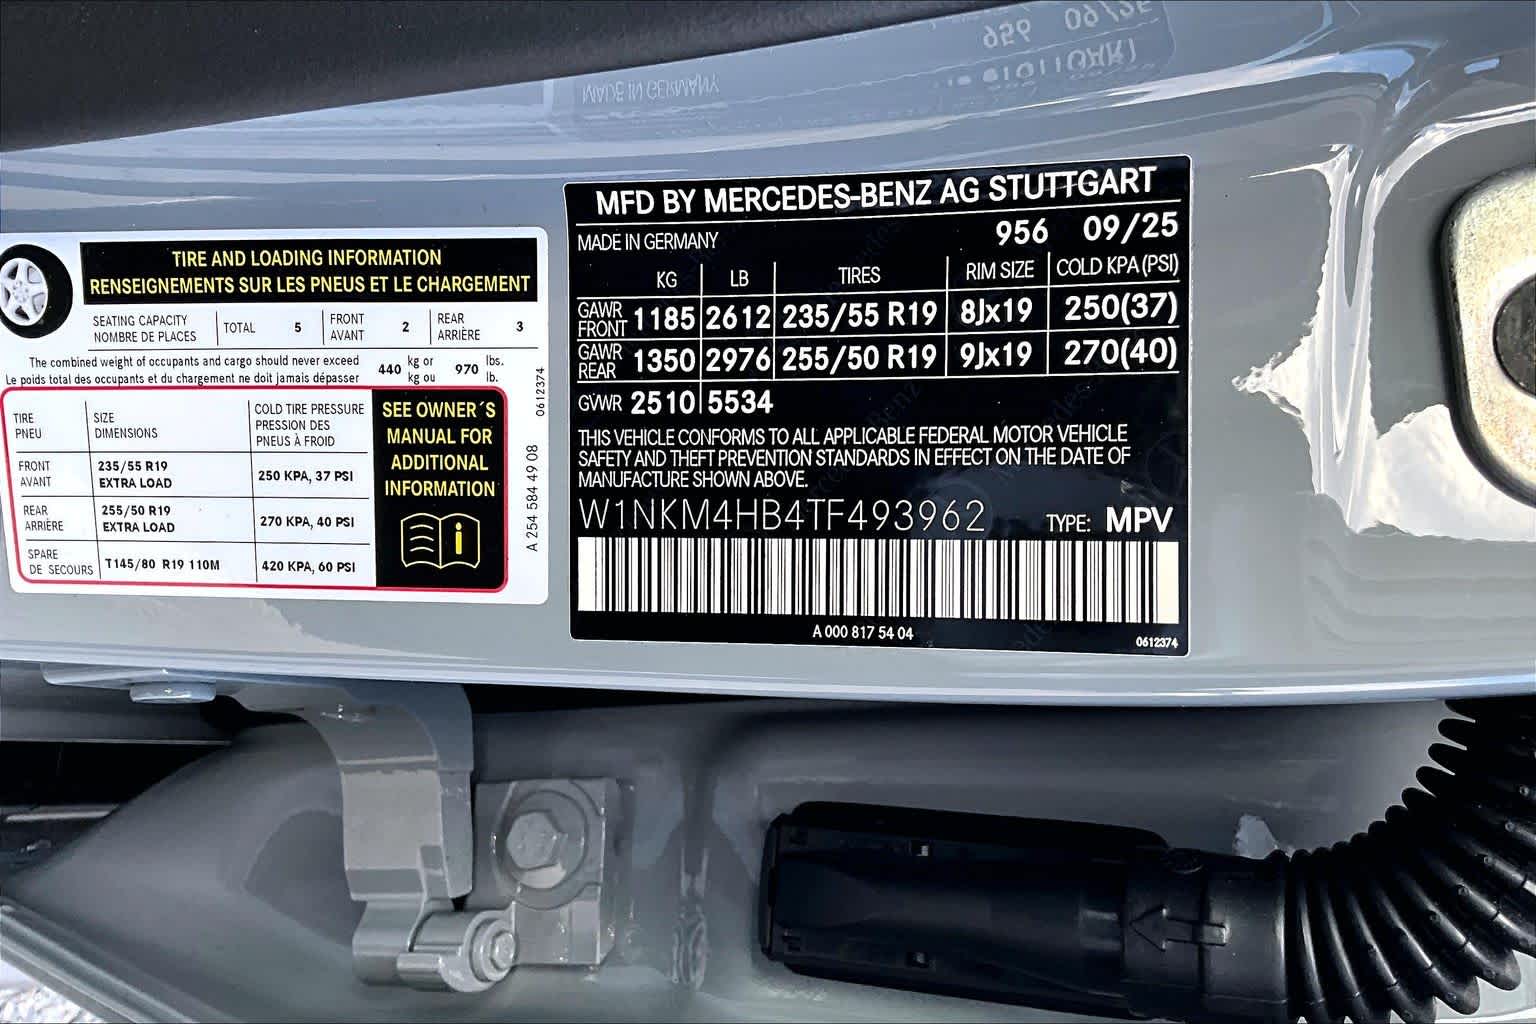 TIRE AND LOADING INFORMATION
RENSEIGNEMENTS SUR LES PNEUS ET LE CHARGEMENT
SEATING CAPACITY
NOMBRE DE PLACES
TOTAL 5
FRONT
AVANT
2
REAR
ARRIÈRE
3
The combined weight of occupants and cargo should never exceed
Le poids total des occupants et du chargement ne doit jamais dépasser
440 kg or
kg ou
970 lbs.
lb.
TIRE
PNEU
SIZE
DIMENSIONS
COLD TIRE PRESSURE
PRESSION DES
PNEUS À FROID
FRONT
AVANT
235/55 R19
EXTRA LOAD
250 KPA, 37 PSI
REAR
ARRIÈRE
255/50 R19
EXTRA LOAD
270 KPA, 40 PSI
SPARE
DE SECOURS
T145/80 R19 110M
420 KPA, 60 PSI
SEE OWNER´S
MANUAL FOR
ADDITIONAL
INFORMATION
i
A 254 584 49 08
0612374
MFD BY MERCEDES-BENZ AG STUTTGART
MADE IN GERMANY 956 09/25
KG LB TIRES RIM SIZE COLD KPA(PSI)
GAWR
FRONT
1185 2612 235/55 R19 8Jx19 250(37)
GAWR
REAR
1350 2976 255/50 R19 9Jx19 270(40)
GVWR 2510 5534
THIS VEHICLE CONFORMS TO ALL APPLICABLE FEDERAL MOTOR VEHICLE
SAFETY AND THEFT PREVENTION STANDARDS IN EFFECT ON THE DATE OF
MANUFACTURE SHOWN ABOVE.
W1NKM4HB4TF493962 TYPE: MPV
A 000 817 54 04
0612374